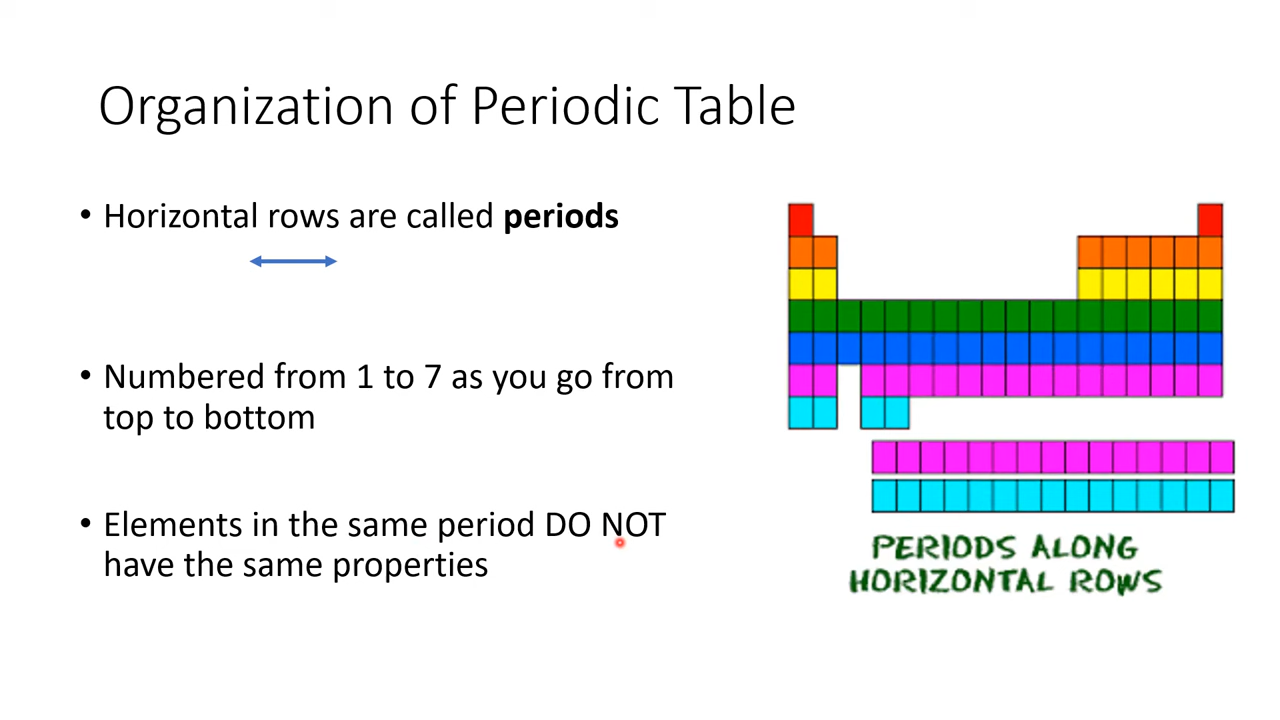 Organization of Periodic Table
• Horizontal rows are called periods
• Numbered from 1 to 7 as you go from
top to bottom
• Elements in the same period DO NOT
have the same properties
PERIODS ALONG
HORIZONTAL ROWS